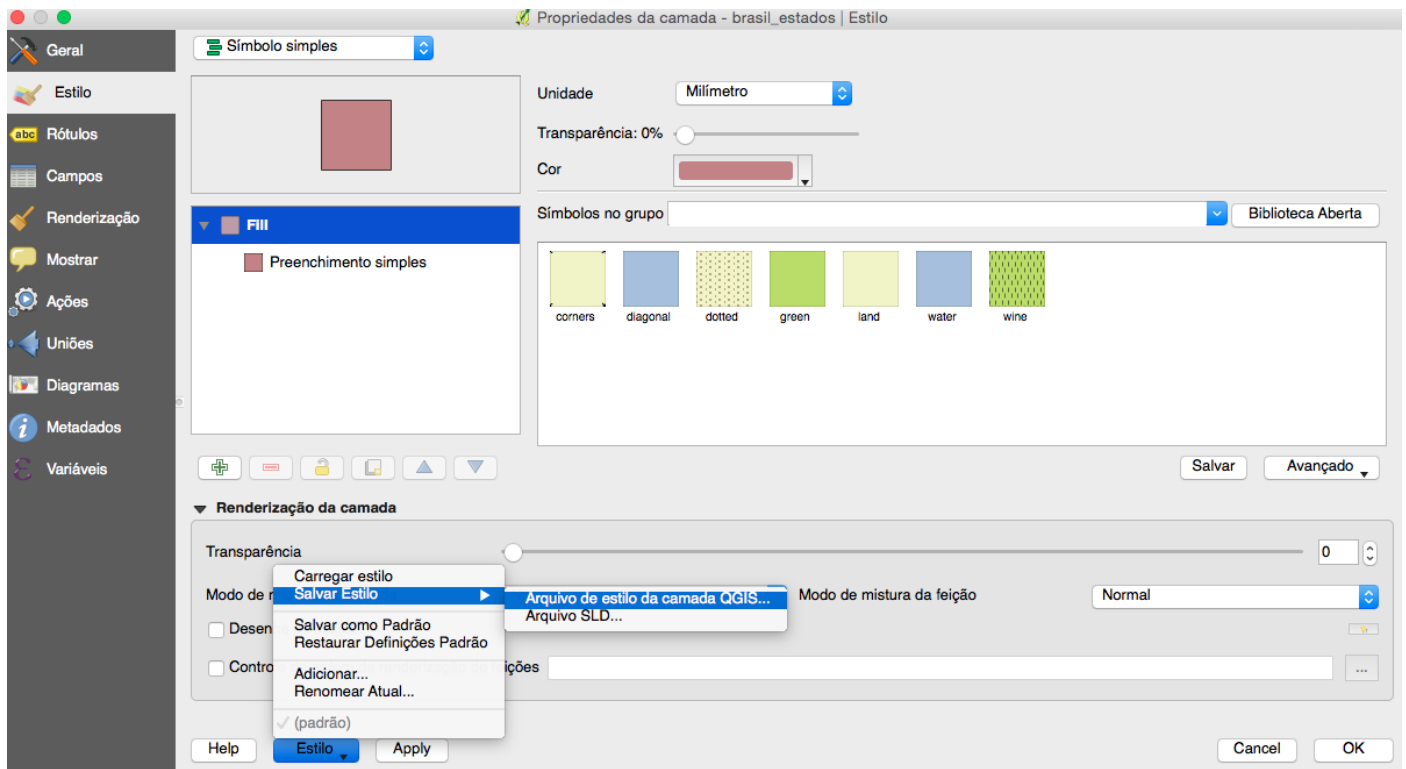 Propriedades da camada - brasil_estados | Estilo
Geral
Estilo
abc Rótulos
Campos
Renderização
Mostrar
Ações
Uniões
Diagramas
Metadados
Variáveis
Símbolo simples
Fill
Preenchimento simples
Unidade Milímetro
Transparência: 0%
Cor
Símbolos no grupo Biblioteca Aberta
corners diagonal dotted green land water wine
Salvar Avançado
Renderização da camada
Transparência 0
Modo de Modo de mistura da feição Normal
Carregar estilo
Salvar Estilo
Arquivo de estilo da camada QGIS...
Arquivo SLD...
Salvar como Padrão
Restaurar Definições Padrão
Adicionar...
Renomear Atual...
(padrão)
...
Help Estilo Apply Cancel OK